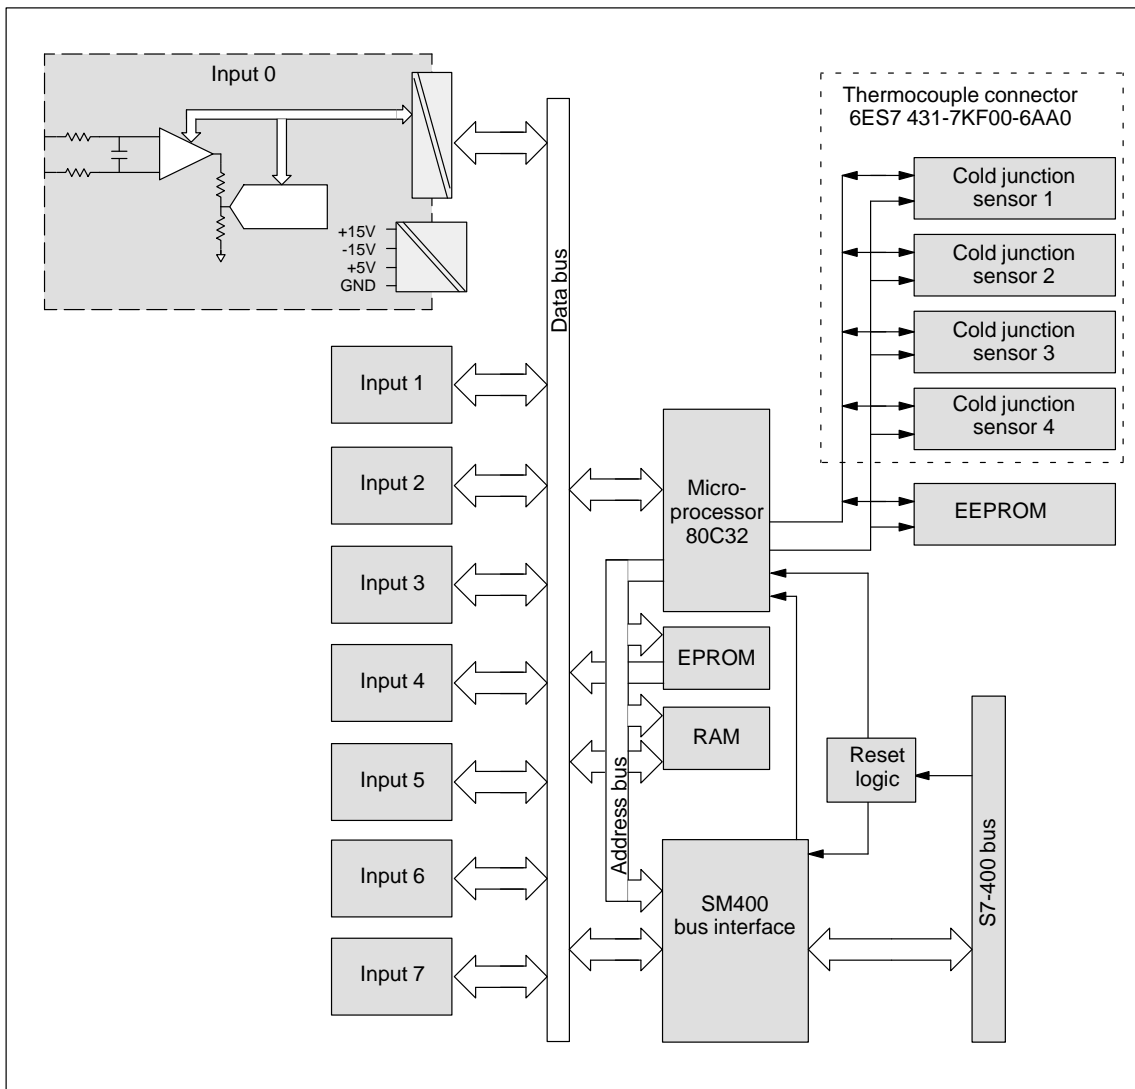 Input 0
+15V
-15V
+5V
GND
Data bus
Thermocouple connector
6ES7 431-7KF00-6AA0
Cold junction
sensor 1
Cold junction
sensor 2
Cold junction
sensor 3
Cold junction
sensor 4
EEPROM
Input 1
Input 2
Input 3
Input 4
Input 5
Input 6
Input 7
Micro-
processor
80C32
EPROM
RAM
Address bus
Reset
logic
SM400
bus interface
S7-400 bus